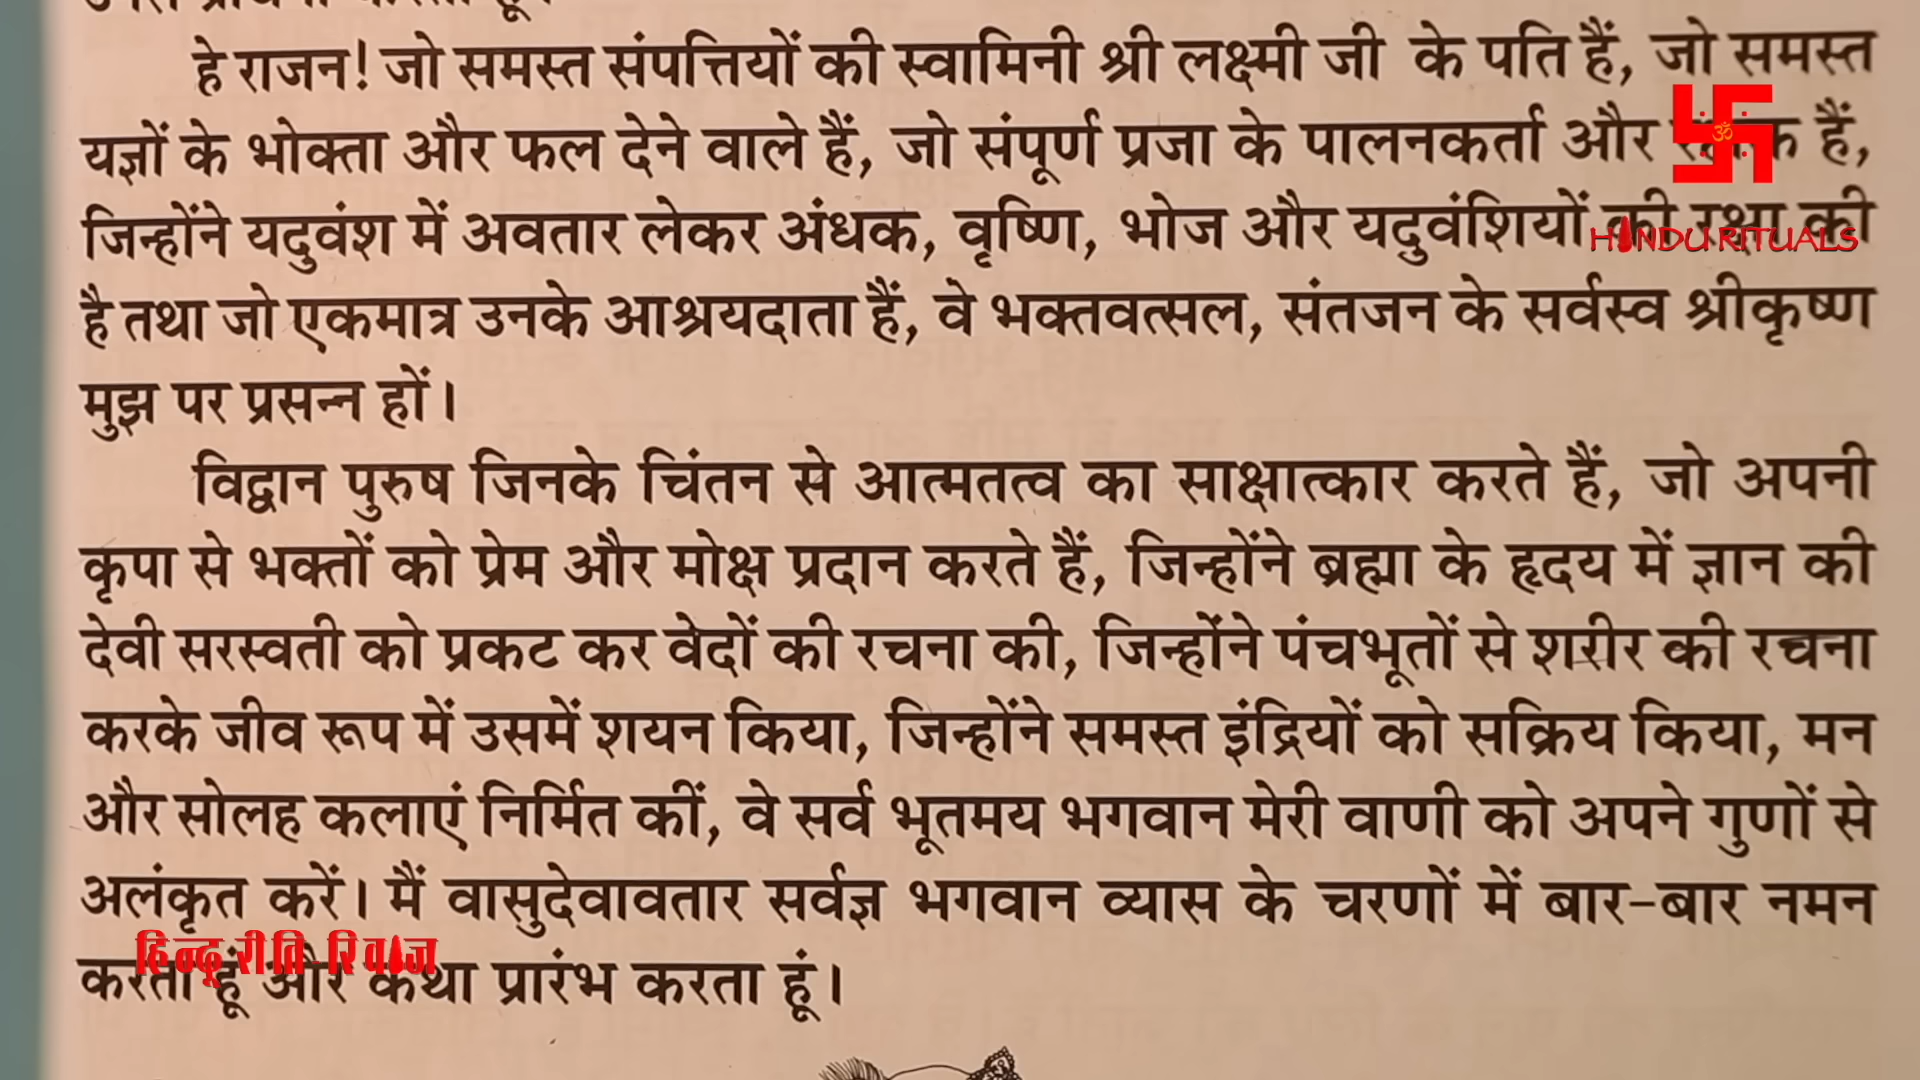 हे राजन! जो समस्त संपत्तियों की स्वामिनी श्री लक्ष्मी जी के पति हैं, जो समस्त
यज्ञों के भोक्ता और फल देने वाले हैं, जो संपूर्ण प्रजा के पालनकर्ता और हैं,
ॐ
जिन्होंने यदुवंश में अवतार लेकर अंधक, वृष्णि, भोज और यदुवंशियों की रक्षा की
HINDU RITUALS
है तथा जो एकमात्र उनके आश्रयदाता हैं, वे भक्तवत्सल, संतजन के सर्वस्व श्रीकृष्ण
मुझ पर प्रसन्न हों।
विद्वान पुरुष जिनके चिंतन से आत्मतत्व का साक्षात्कार करते हैं, जो अपनी
कृपा से भक्तों को प्रेम और मोक्ष प्रदान करते हैं, जिन्होंने ब्रह्मा के हृदय में ज्ञान की
देवी सरस्वती को प्रकट कर वेदों की रचना की, जिन्होंने पंचभूतों से शरीर की रचना
करके जीव रूप में उसमें शयन किया, जिन्होंने समस्त इंद्रियों को सक्रिय किया, मन
और सोलह कलाएं निर्मित कीं, वे सर्व भूतमय भगवान मेरी वाणी को अपने गुणों से
अलंकृत करें। मैं वासुदेवावतार सर्वज्ञ भगवान व्यास के चरणों में बार-बार नमन
हिन्दू रीति-रिवाज
करता हूं और कथा प्रारंभ करता हूं।